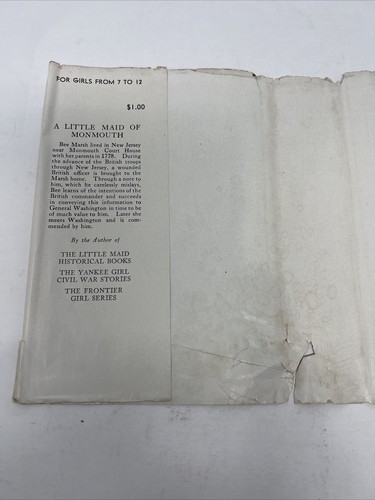 FOR GIRLS FROM 7 TO 12
$1.00
A LITTLE MAID OF
MONMOUTH
Bee Marsh lived in New Jersey
near Monmouth Court House
with her parents in 1778. During
the advance of the British troops
through New Jersey, a wounded
British officer is brought to the
Marsh home. Through a note to
him, which he carelessly mislays,
Bee learns of the intentions of the
British commander and succeeds
in conveying this information to
General Washington in time to be
of much value to him. Later she
meets Washington and is com-
mended by him.
By the Author of
THE LITTLE MAID
HISTORICAL BOOKS
THE YANKEE GIRL
CIVIL WAR STORIES
THE FRONTIER
GIRL SERIES